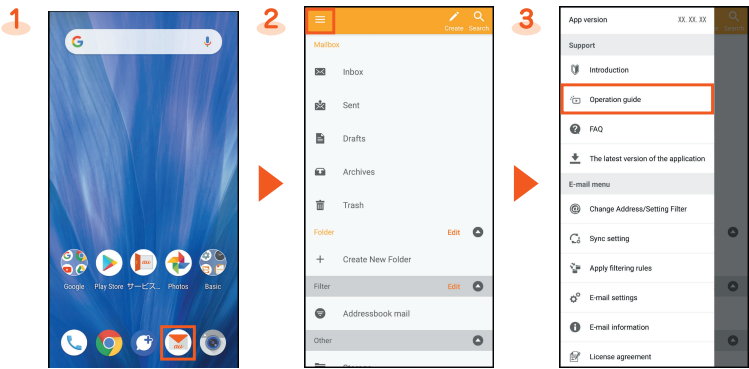 1
G
Google
Play Store
サービス...
Photos
Basic
au
2
Create
Search
Mailbox
Inbox
Sent
Drafts
Archives
Trash
Folder
Edit
Create New Folder
Filter
Edit
Addressbook mail
Other
3
App version XX. XX. XX
Support
Introduction
Operation guide
FAQ
The latest version of the application
E-mail menu
Change Address/Setting Filter
Sync setting
Apply filtering rules
E-mail settings
E-mail information
License agreement
Search